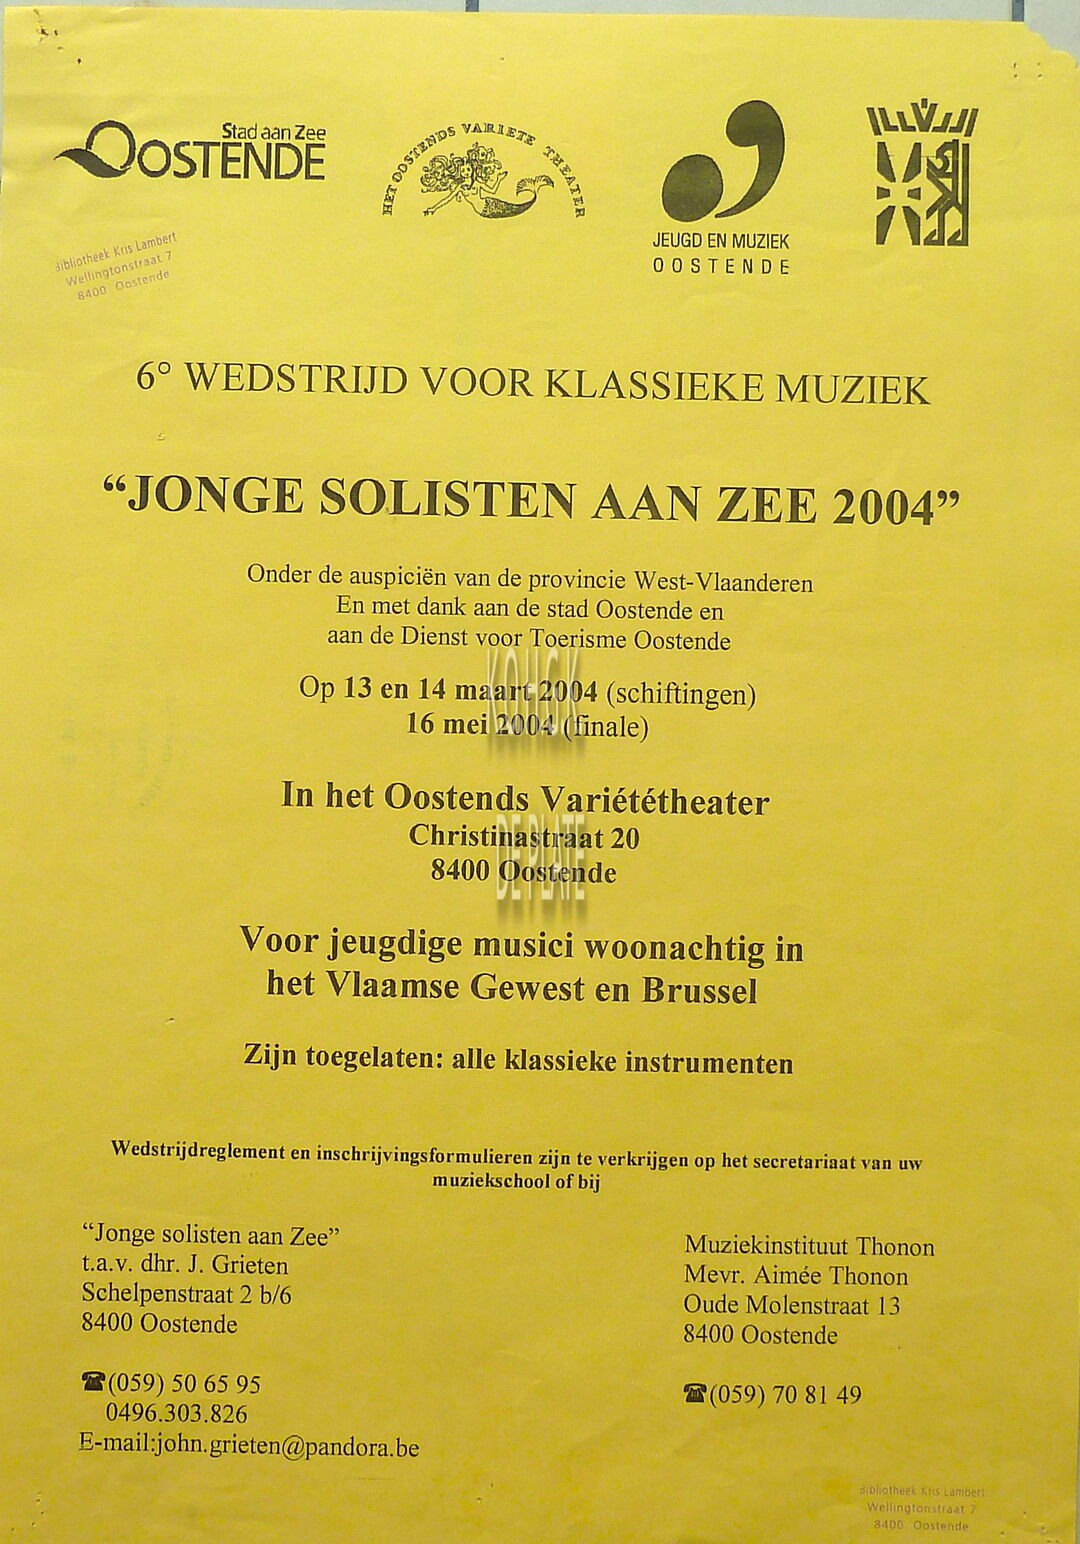 Stad aan Zee
OOSTENDE
HET OOSTENDS VARIETE THEATER
JEUGD EN MUZIEK
OOSTENDE
Bibliotheek Kris Lambert
Wellingtonstraat 7
8400 Oostende
6° WEDSTRIJD VOOR KLASSIEKE MUZIEK
“JONGE SOLISTEN AAN ZEE 2004”
Onder de auspiciën van de provincie West-Vlaanderen
En met dank aan de stad Oostende en
aan de Dienst voor Toerisme Oostende
KOHGK
Op 13 en 14 maart 2004 (schiftingen)
16 mei 2004 (finale)
In het Oostends Variététheater
Christinastraat 20
DE PLATE
8400 Oostende
Voor jeugdige musici woonachtig in
het Vlaamse Gewest en Brussel
Zijn toegelaten: alle klassieke instrumenten
Wedstrijdreglement en inschrijvingsformulieren zijn te verkrijgen op het secretariaat van uw
muziekschool of bij
“Jonge solisten aan Zee”
t.a.v. dhr. J. Grieten
Schelpenstraat 2 b/6
8400 Oostende
☎(059) 50 65 95
0496.303.826
E-mail:john.grieten@pandora.be
Muziekinstituut Thonon
Mevr. Aimée Thonon
Oude Molenstraat 13
8400 Oostende
☎(059) 70 81 49
Bibliotheek Kris Lambert
Wellingtonstraat 7
8400 Oostende